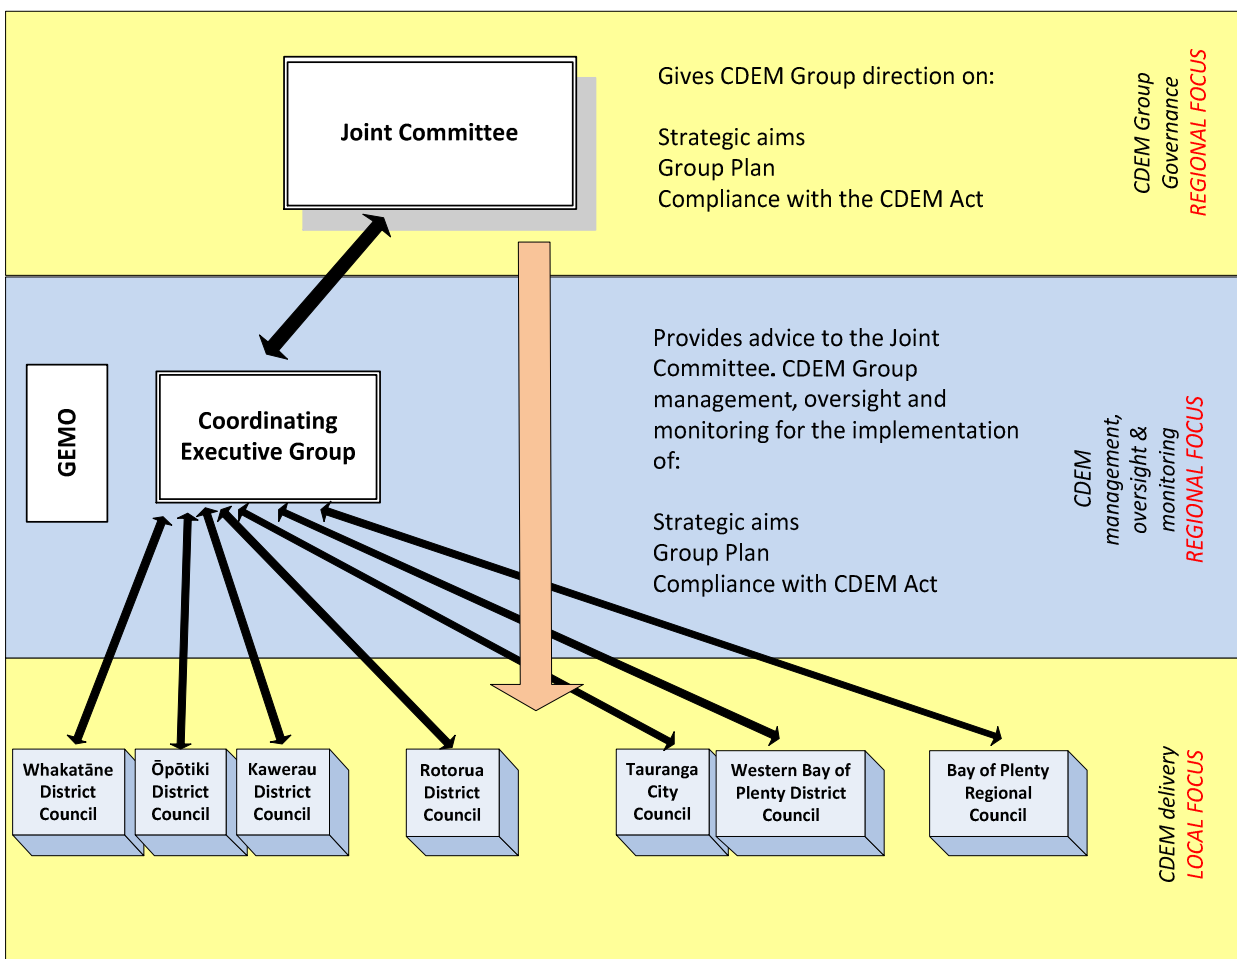 Joint Committee
Gives CDEM Group direction on:
Strategic aims
Group Plan
Compliance with the CDEM Act
CDEM Group
Governance
REGIONAL FOCUS
GEMO
Coordinating
Executive Group
Provides advice to the Joint
Committee. CDEM Group
management, oversight and
monitoring for the implementation
of:
Strategic aims
Group Plan
Compliance with CDEM Act
CDEM
management,
oversight &
monitoring
REGIONAL FOCUS
Whakatāne
District
Council
Ōpōtiki
District
Council
Kawerau
District
Council
Rotorua
District
Council
Tauranga
City
Council
Western Bay of
Plenty District
Council
Bay of Plenty
Regional
Council
CDEM delivery
LOCAL FOCUS